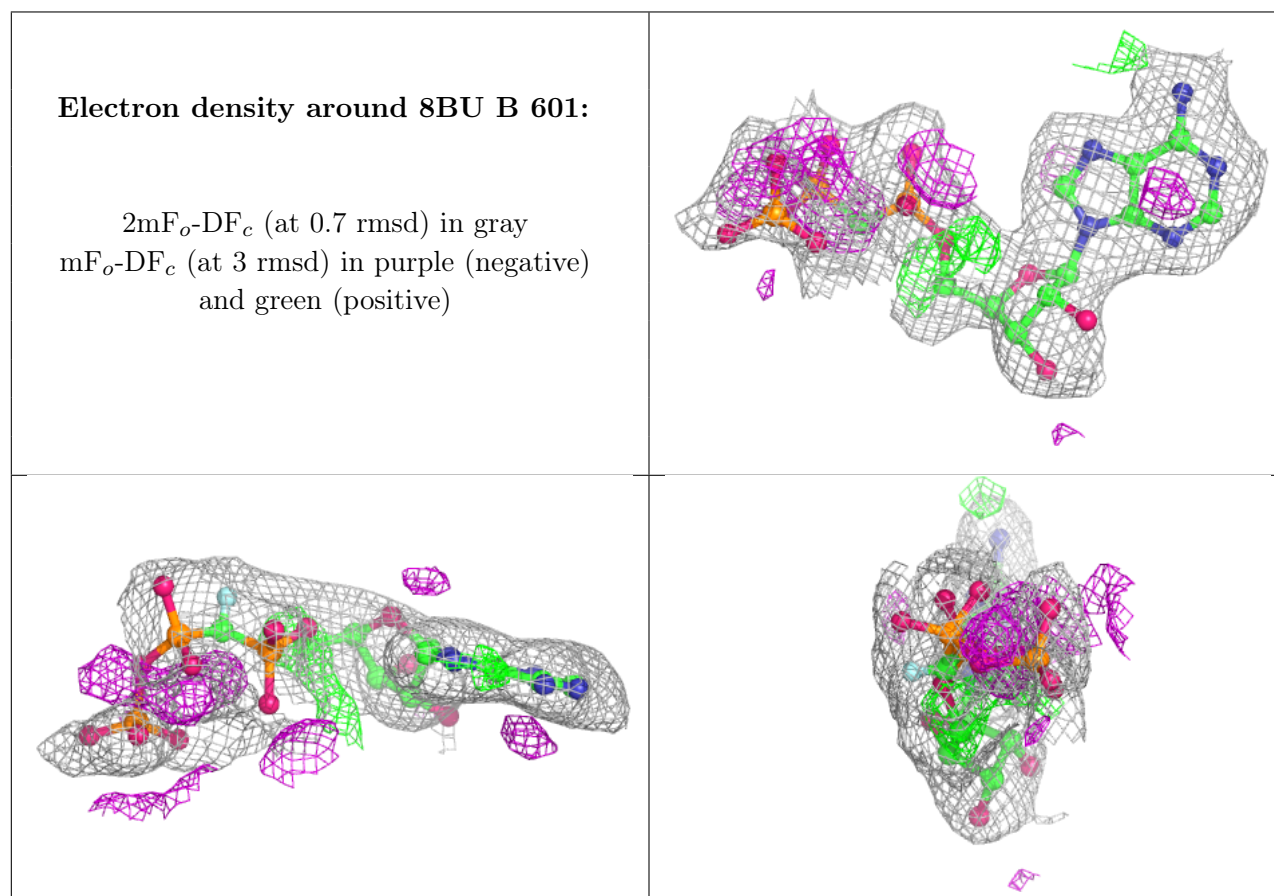 Electron density around 8BU B 601:
2mFo-DFc (at 0.7 rmsd) in gray
mFo-DFc (at 3 rmsd) in purple (negative)
and green (positive)